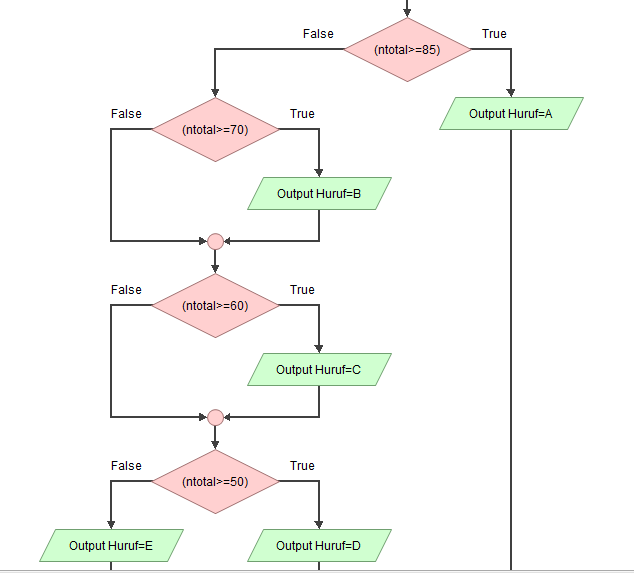 False
True
(ntotal>=85)
False
True
Output Huruf=A
(ntotal>=70)
Output Huruf=B
False
True
(ntotal>=60)
Output Huruf=C
False
True
(ntotal>=50)
Output Huruf=E
Output Huruf=D